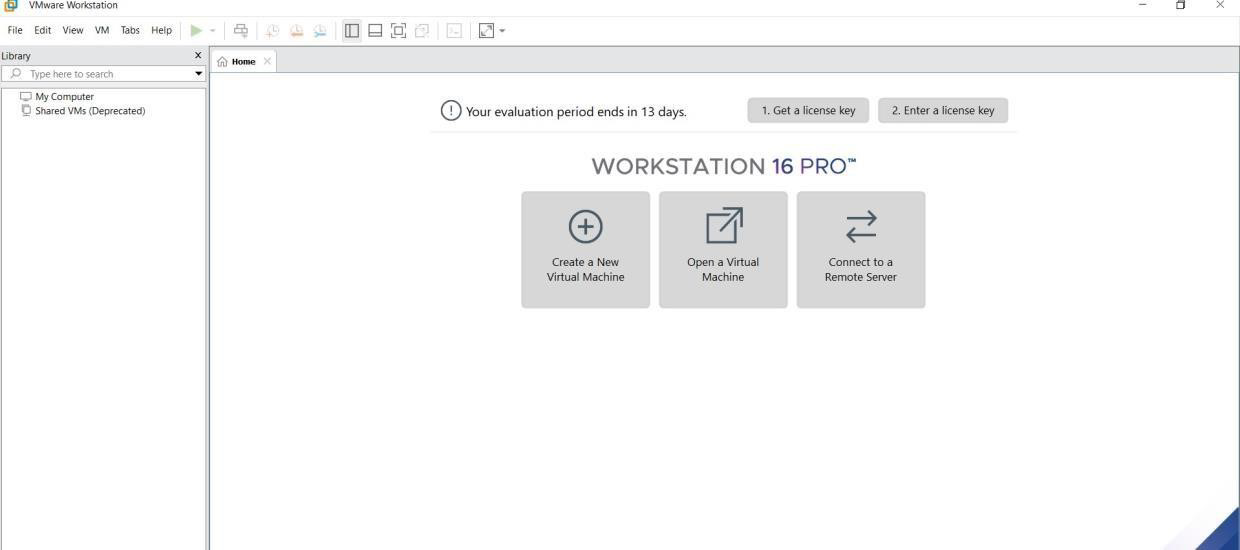 VMware Workstation
File Edit View VM Tabs Help
Library x
Type here to search
My Computer
Shared VMs (Deprecated)
Home
Your evaluation period ends in 13 days. 1. Get a license key 2. Enter a license key
WORKSTATION 16 PRO™
Create a New
Virtual Machine
Open a Virtual
Machine
Connect to a
Remote Server